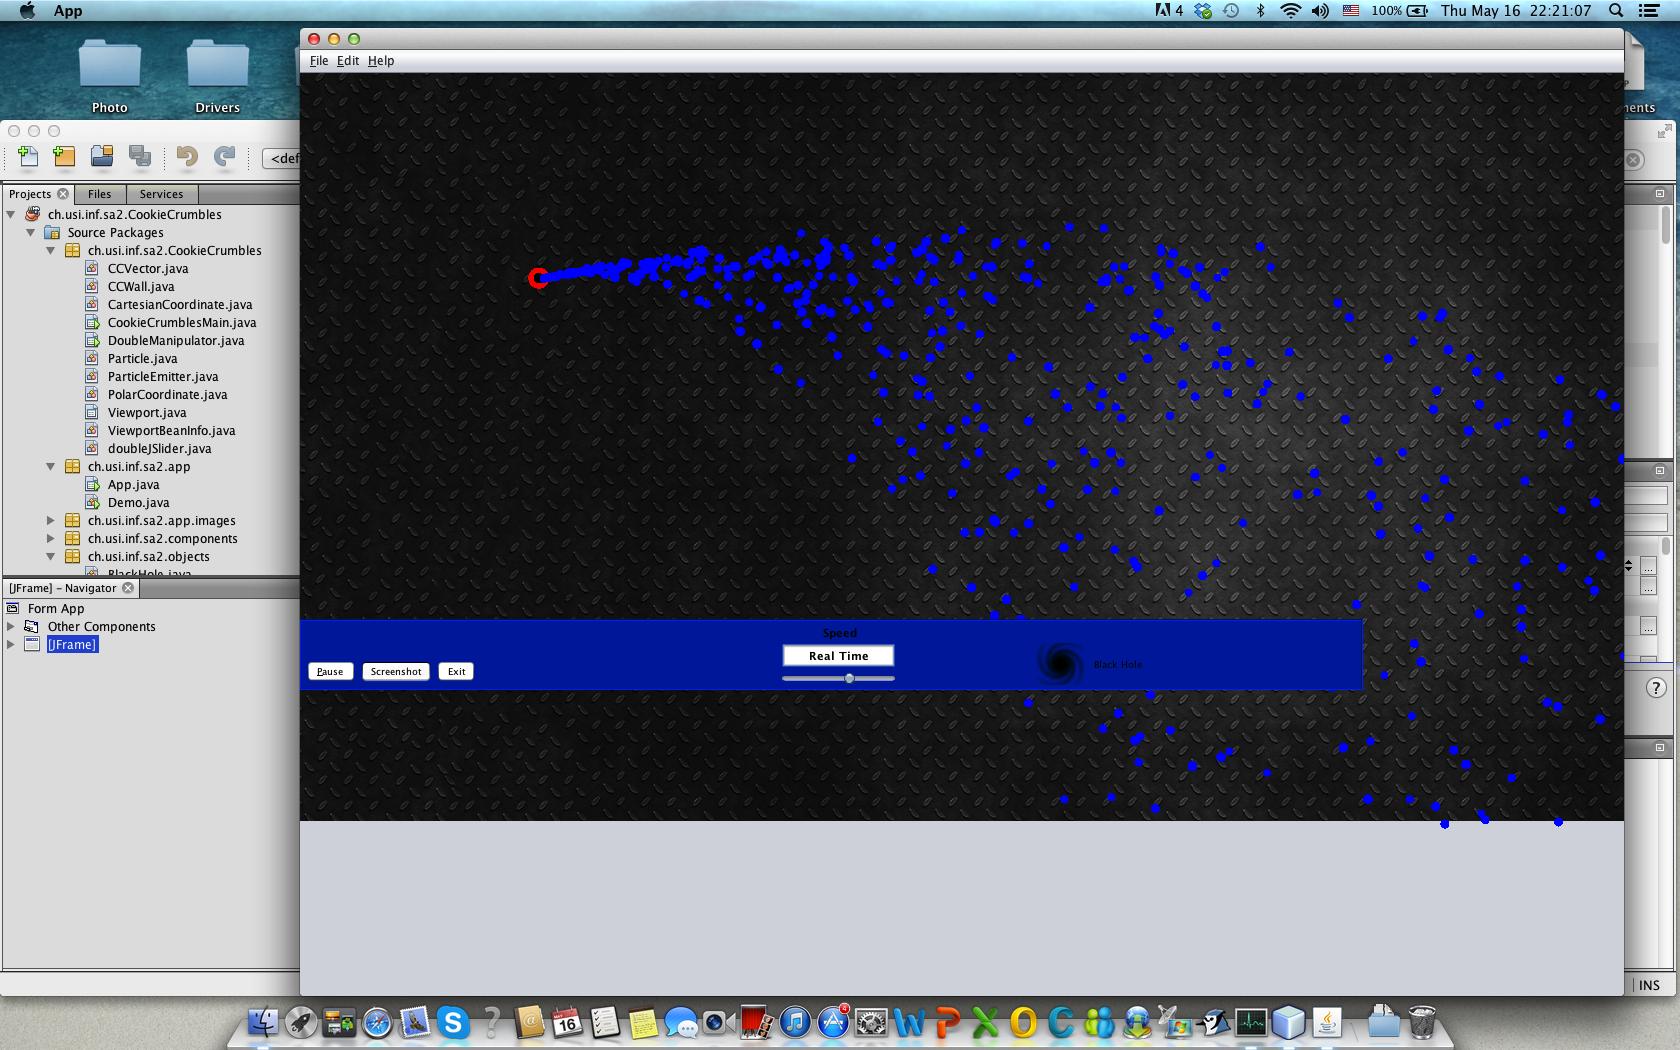 App
4
100%
Thu May 16 22:21:07
Photo
Drivers
File Edit Help
<def
Projects
Files
Services
ch.usi.inf.sa2.CookieCrumbles
Source Packages
ch.usi.inf.sa2.CookieCrumbles
CCVector.java
CCWall.java
CartesianCoordinate.java
CookieCrumblesMain.java
DoubleManipulator.java
Particle.java
ParticleEmitter.java
PolarCoordinate.java
Viewport.java
ViewportBeanInfo.java
doubleJSlider.java
ch.usi.inf.sa2.app
App.java
Demo.java
ch.usi.inf.sa2.app.images
ch.usi.inf.sa2.components
ch.usi.inf.sa2.objects
BlackHole.java
[JFrame] - Navigator
Form App
Other Components
[JFrame]
Speed
Real Time
Pause
Screenshot
Exit
Black Hole
...
...
...
...
?
INS
16